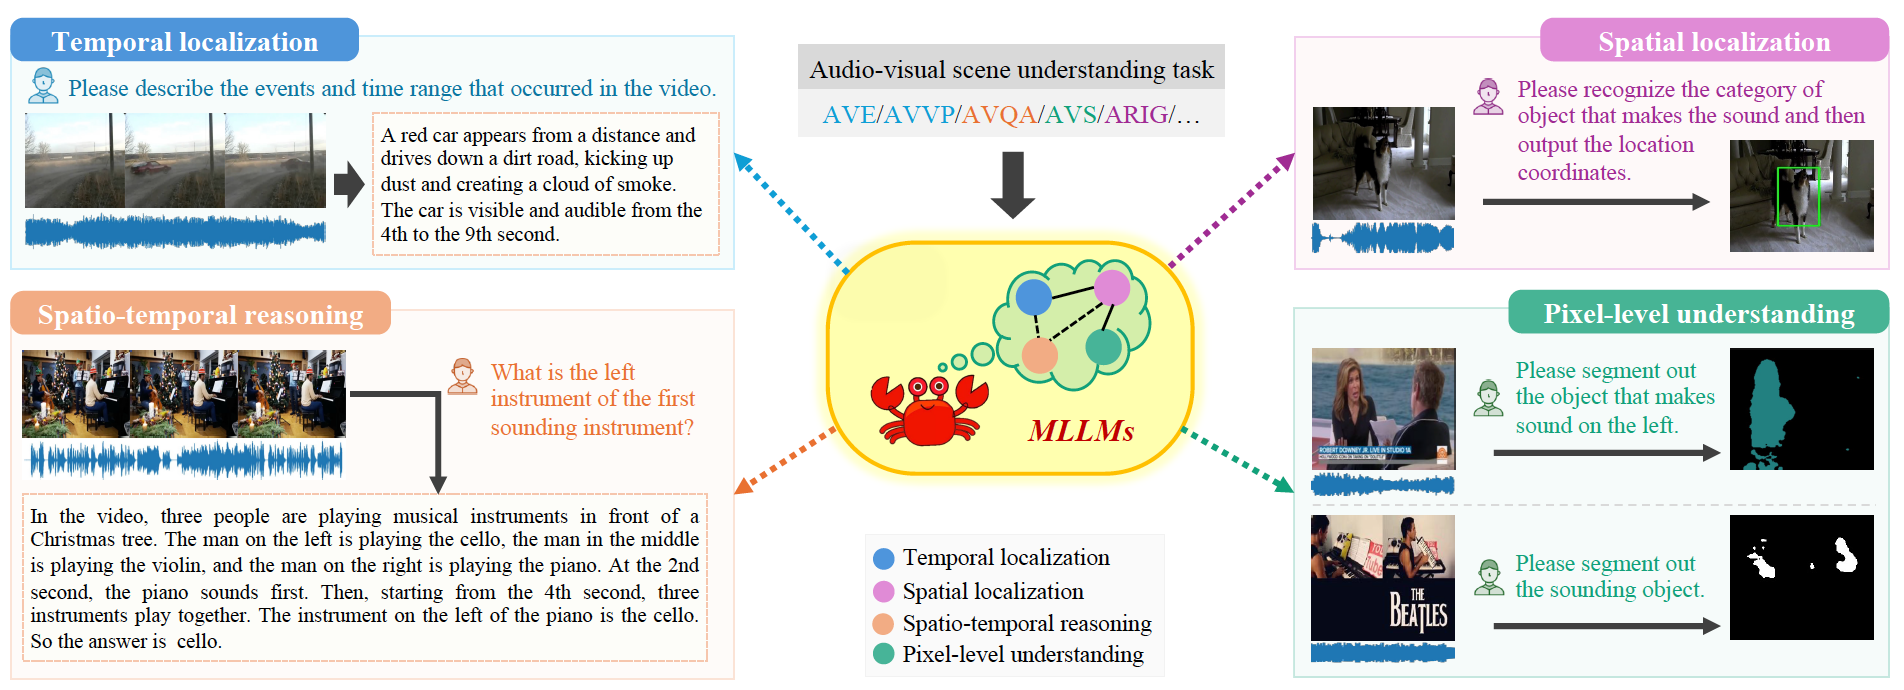 Temporal localization
Please describe the events and time range that occurred in the video.
A red car appears from a distance and
drives down a dirt road, kicking up
dust and creating a cloud of smoke.
The car is visible and audible from the
4th to the 9th second.
Spatio-temporal reasoning
What is the left
instrument of the first
sounding instrument?
In the video, three people are playing musical instruments in front of a
Christmas tree. The man on the left is playing the cello, the man in the middle
is playing the violin, and the man on the right is playing the piano. At the 2nd
second, the piano sounds first. Then, starting from the 4th second, three
instruments play together. The instrument on the left of the piano is the cello.
So the answer is cello.
Audio-visual scene understanding task
AVE/AVVP/AVQA/AVS/ARIG/...
MLLMs
Temporal localization
Spatial localization
Spatio-temporal reasoning
Pixel-level understanding
Spatial localization
Please recognize the category of
object that makes the sound and then
output the location
coordinates.
Pixel-level understanding
Please segment out
the object that makes
sound on the left.
ROBERT DOWNEY JR. LIVE IN STUDIO 1A
Please segment out
the sounding object.
THE
BEATLES